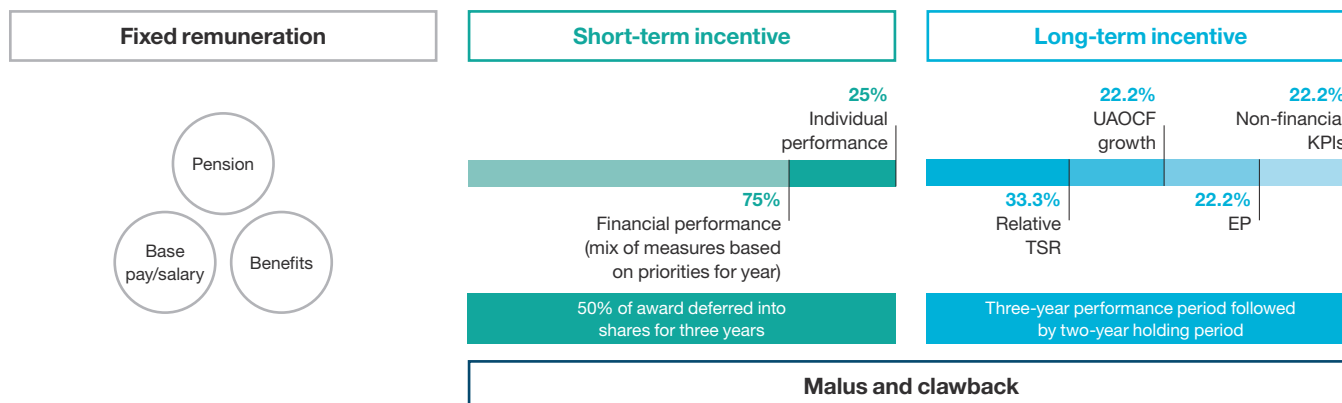 Fixed remuneration
Pension
Base
pay/salary
Benefits
Short-term incentive
25%
Individual
performance
75%
Financial performance
(mix of measures based
on priorities for year)
50% of award deferred into
shares for three years
Long-term incentive
22.2%
UAOCF
growth
22.2%
Non-financial
KPIs
33.3%
Relative
TSR
22.2%
EP
Three-year performance period followed
by two-year holding period
Malus and clawback